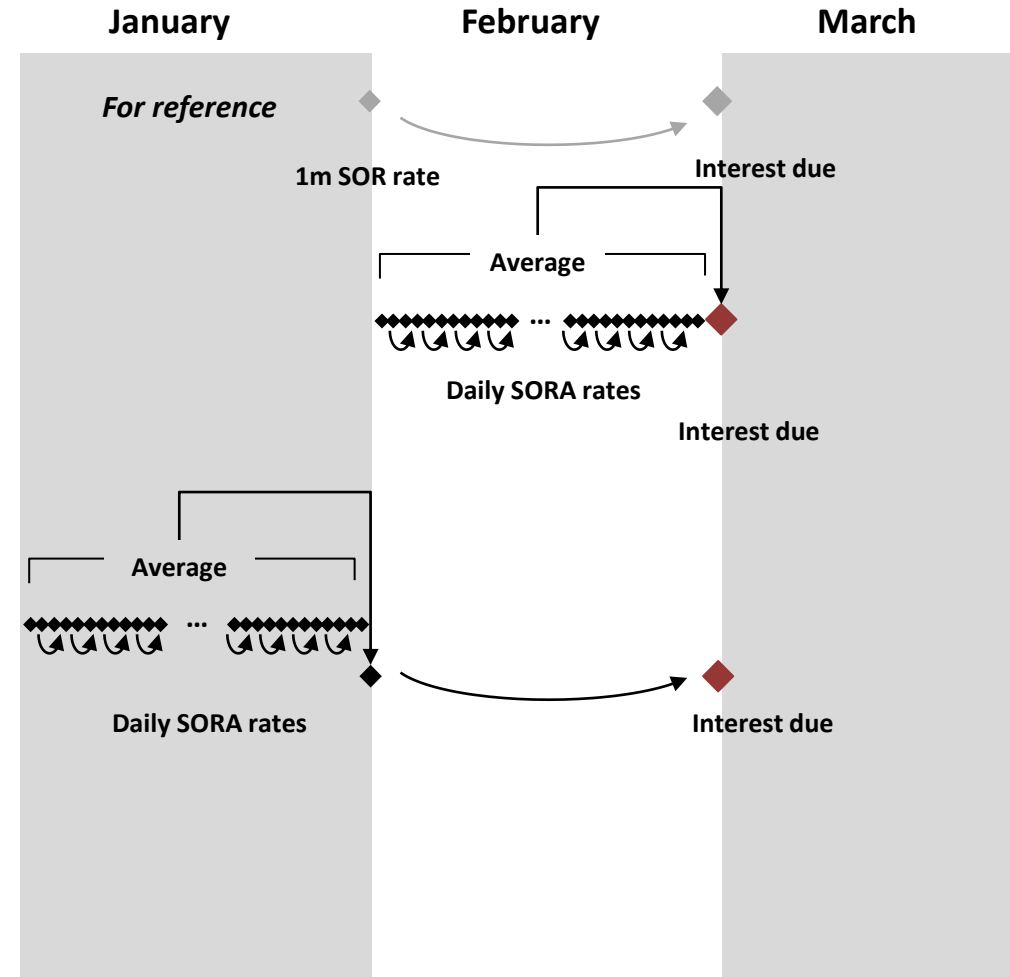 January February March
For reference
1m SOR rate
Interest due
Average
...
Daily SORA rates
Interest due
Average
...
Daily SORA rates
Interest due